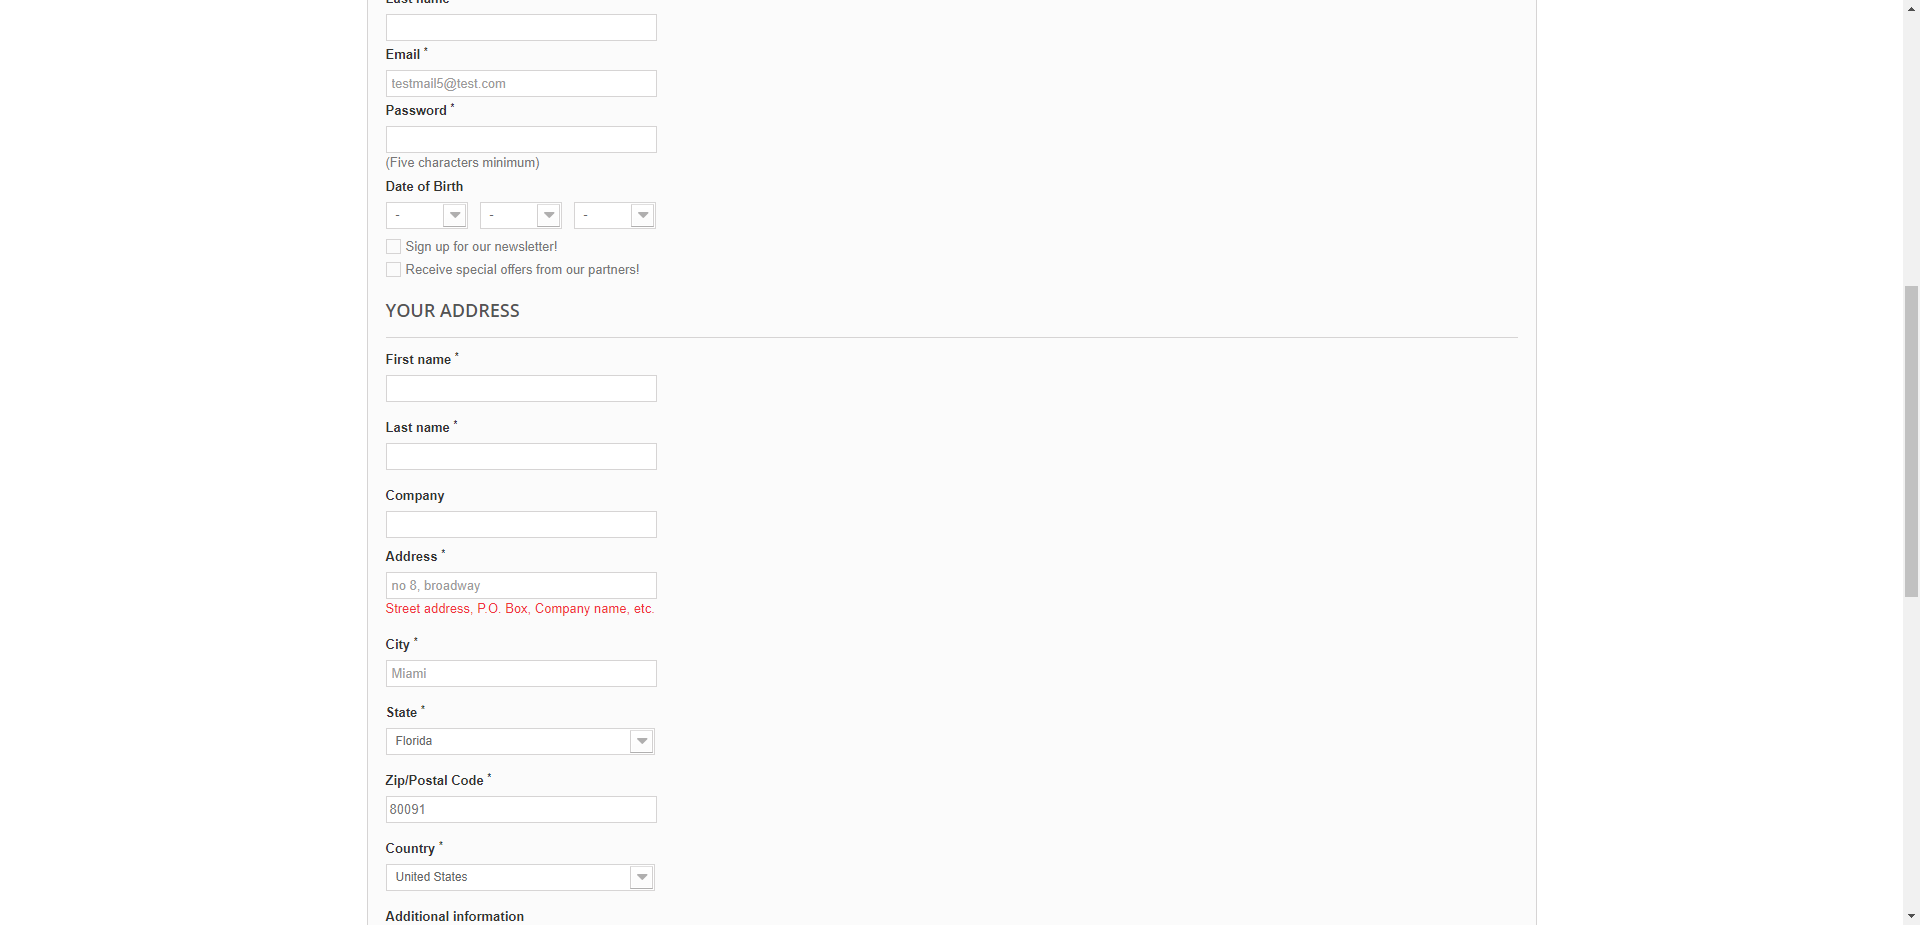 Last name
Email *
testmail5@test.com
Password *
(Five characters minimum)
Date of Birth
- - -
Sign up for our newsletter!
Receive special offers from our partners!
YOUR ADDRESS
First name *
Last name *
Company
Address *
no 8, broadway
Street address, P.O. Box, Company name, etc.
City *
Miami
State *
Florida
Zip/Postal Code *
80091
Country *
United States
Additional information